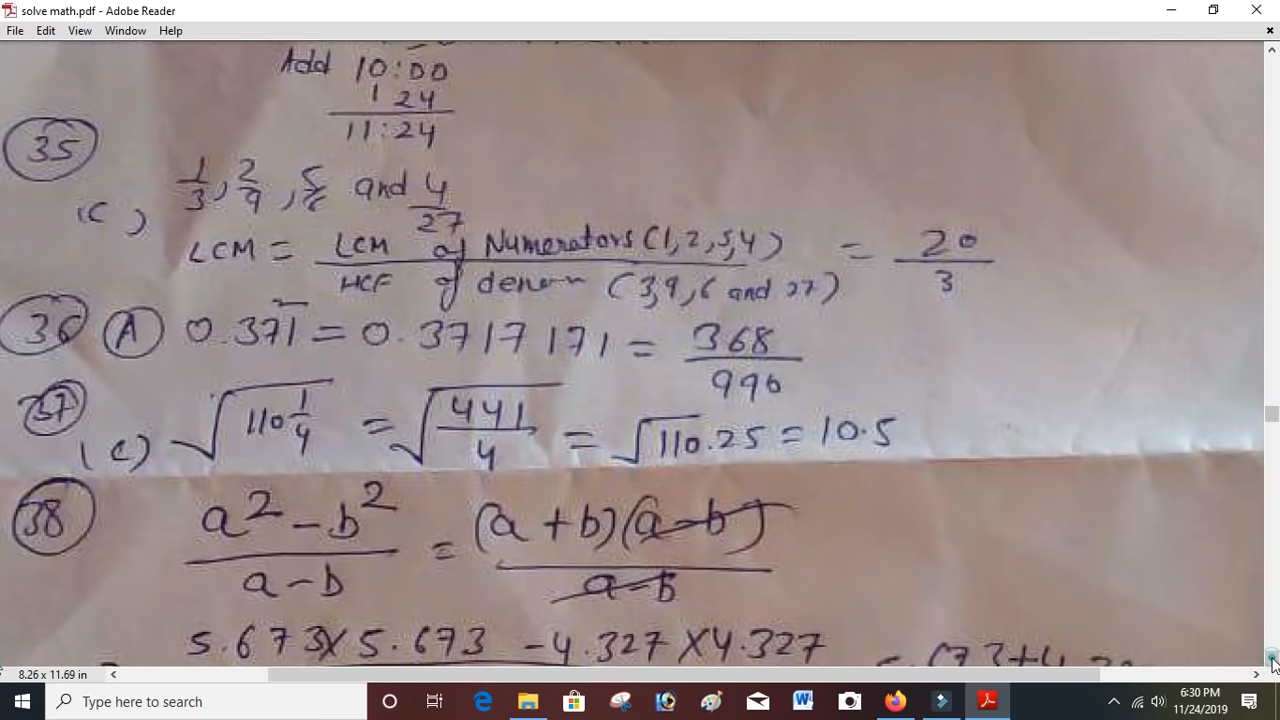 solve math.pdf - Adobe Reader
File Edit View Window Help
Add 10:00
1 24
11:24
35
(C) 1/3, 2/9, 5/6 and 4/27
LCM = LCM of Numerators (1, 2, 5, 4) / HCF of denom (3, 9, 6 and 27) = 20/3
36 (A) 0.371 = 0.3717171 = 368/990
37
(C) √110 1/4 = √441/4 = √110.25 = 10.5
38 a² - b² / a - b = (a + b)(a - b) / a - b
5.673 × 5.673 - 4.327 × 4.327
8.26 x 11.69 in
Type here to search
6:30 PM
11/24/2019